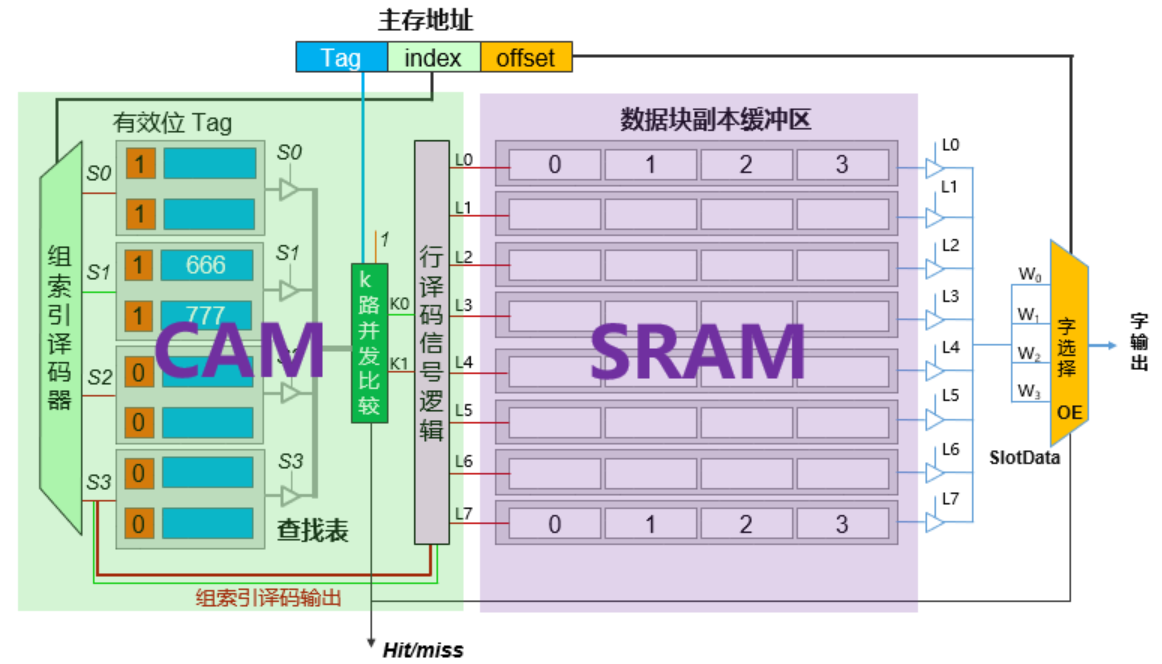 主存地址
Tag index offset
有效位 Tag
数据块副本缓冲区
组索引译码器
S0
1
1
S0
S1
1 666
1 777
S1
S2
0
0
S3
0
0
S3
查找表
CAM
1
k路并发比较
K0
K1
行译码信号逻辑
L0
L1
L2
L3
L4
L5
L6
L7
0 1 2 3
0 1 2 3
SRAM
L0
L1
L2
L3
L4
L5
L6
L7
W0
W1
W2
W3
字选择
OE
字输出
SlotData
组索引译码输出
Hit/miss